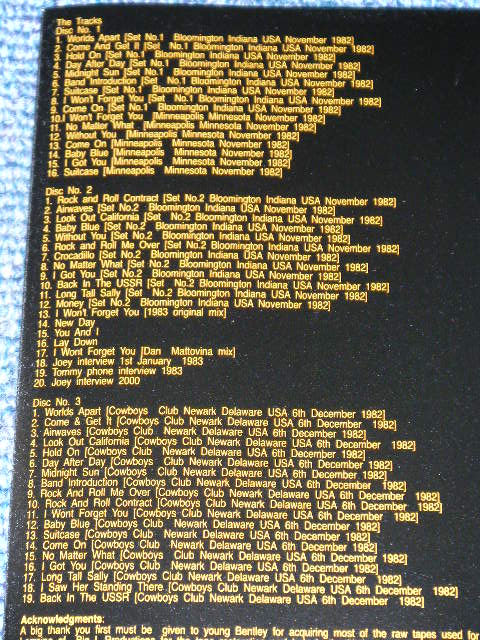 The Tracks
Disc No. 1
1. Worlds Apart [Set No.1 Bloomington Indiana USA November 1982]
2. Come And Get It [Set No.1 Bloomington Indiana USA November 1982]
3. Hold On [Set No.1 Bloomington Indiana USA November 1982]
4. Day After Day [Set No.1 Bloomington Indiana USA November 1982]
5. Midnight Sun [Set No.1 Bloomington Indiana USA November 1982]
6. Band Introduction [Set No.1 Bloomington Indiana USA November 1982]
7. Suitcase [Set No.1 Bloomington Indiana USA November 1982]
8. I Won't Forget You [Set No.1 Bloomington Indiana USA November 1982]
9. Come On [Set No.1 Bloomington Indiana USA November 1982]
10.I Won't Forget You [Minneapolis Minnesota November 1982]
11. No Matter What [Minneapolis Minnesota November 1982]
12. Without You [Minneapolis Minnesota November 1982]
13. Come On [Minneapolis Minnesota November 1982]
14. Baby Blue [Minneapolis Minnesota November 1982]
15. I Got You [Minneapolis Minnesota November 1982]
16. Suitcase [Minneapolis Minnesota November 1982]
Disc No. 2
1. Rock and Roll Contract [Set No.2 Bloomington Indiana USA November 1982]
2. Airwaves [Set No.2 Bloomington Indiana USA November 1982]
3. Look Out California [Set No.2 Bloomington Indiana USA November 1982]
4. Baby Blue [Set No.2 Bloomington Indiana USA November 1982]
5. Without You [Set No.2 Bloomington Indiana USA November 1982]
6. Rock and Roll Me Over [Set No.2 Bloomington Indiana USA November 1982]
7. Crocadillo [Set No.2 Bloomington Indiana USA November 1982]
8. No Matter What [Set No.2 Bloomington Indiana USA November 1982]
9. I Got You [Set No.2 Bloomington Indiana USA November 1982]
10. Back In The USSR [Set No.2 Bloomington Indiana USA November 1982]
11. Long Tall Sally [Set No.2 Bloomington Indiana USA November 1982]
12. Money [Set No.2 Bloomington Indiana USA November 1982]
13. I Won't Forget You [1983 original mix]
14. New Day
15. You And I
16. Lay Down
17. I Wont Forget You [Dan Mattovina mix]
18. Joey interview 1st January 1983
19. Tommy phone interview 1983
20. Joey interview 2000
Disc No. 3
1. Worlds Apart [Cowboys Club Newark Delaware USA 6th December 1982]
2. Come & Get It [Cowboys Club Newark Delaware USA 6th December 1982]
3. Airwaves [Cowboys Club Newark Delaware USA 6th December 1982]
4. Look Out California [Cowboys Club Newark Delaware USA 6th December 1982]
5. Hold On [Cowboys Club Newark Delaware USA 6th December 1982]
6. Day After Day [Cowboys Club Newark Delaware USA 6th December 1982]
7. Midnight Sun [Cowboys Club Newark Delaware USA 6th December 1982]
8. Band Introduction [Cowboys Club Newark Delaware USA 6th December 1982]
9. Rock And Roll Me Over [Cowboys Club Newark Delaware USA 6th December 1982]
10. Rock And Roll Contract [Cowboys Club Newark Delaware USA 6th December 1982]
11. I Wont Forget You [Cowboys Club Newark Delaware USA 6th December 1982]
12. Baby Blue [Cowboys Club Newark Delaware USA 6th December 1982]
13. Suitcase [Cowboys Club Newark Delaware USA 6th December 1982]
14. Come On [Cowboys Club Newark Delaware USA 6th December 1982]
15. No Matter What [Cowboys Club Newark Delaware USA 6th December 1982]
16. I Got You [Cowboys Club Newark Delaware USA 6th December 1982]
17. Long Tall Sally [Cowboys Club Newark Delaware USA 6th December 1982]
18. I Saw Her Standing There [Cowboys Club Newark Delaware USA 6th December 1982]
19. Back In The USSR [Cowboys Club Newark Delaware USA 6th December 1982]
Acknowledgments:
A big thank you first must be given to young Bentley for acquiring most of the raw tapes used for